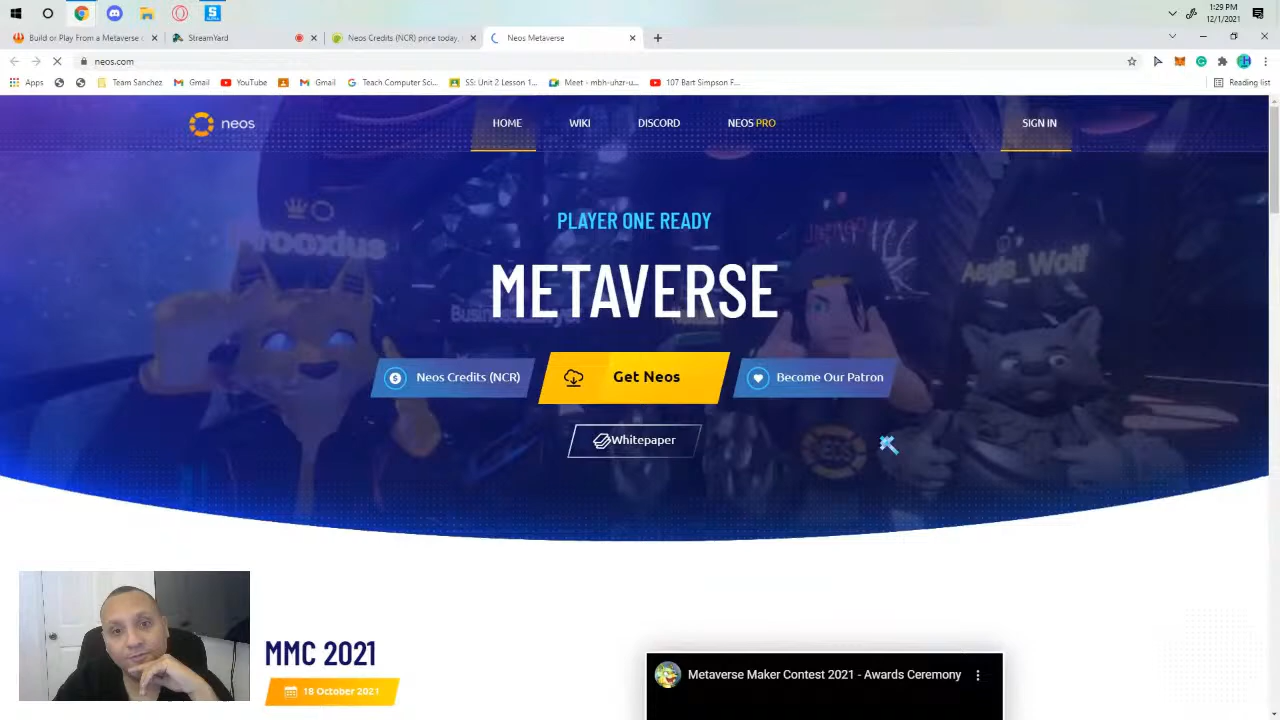 1:29 PM
12/1/2021
Build or Play From a Metaverse
StreamYard
Neos Credits (NCR) price today,
Neos Metaverse
neos.com
Apps
Team Sanchez
Gmail
YouTube
Gmail
Teach Computer Sci...
SS: Unit 2 Lesson 1...
Meet - mbh-uhzr-u...
107 Bart Simpson F...
Reading list
neos
HOME
WIKI
DISCORD
NEOS PRO
SIGN IN
Prooxius
Aegis_Wolf
PLAYER ONE READY
METAVERSE
Neos Credits (NCR)
Get Neos
Become Our Patron
Whitepaper
MMC 2021
18 October 2021
Metaverse Maker Contest 2021 - Awards Ceremony